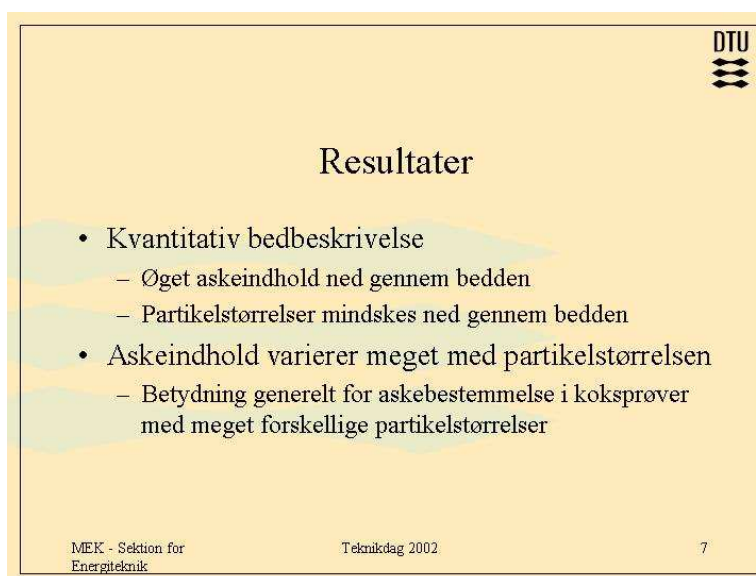 DTU
Resultater
• Kvantitativ bedbeskrivelse
– Øget askeindhold ned gennem bedden
– Partikelstørrelser mindskes ned gennem bedden
• Askeindhold varierer meget med partikelstørrelsen
– Betydning generelt for askebestemmelse i koksprøver
med meget forskellige partikelstørrelser
MEK - Sektion for
Energiteknik
Teknikdag 2002
7